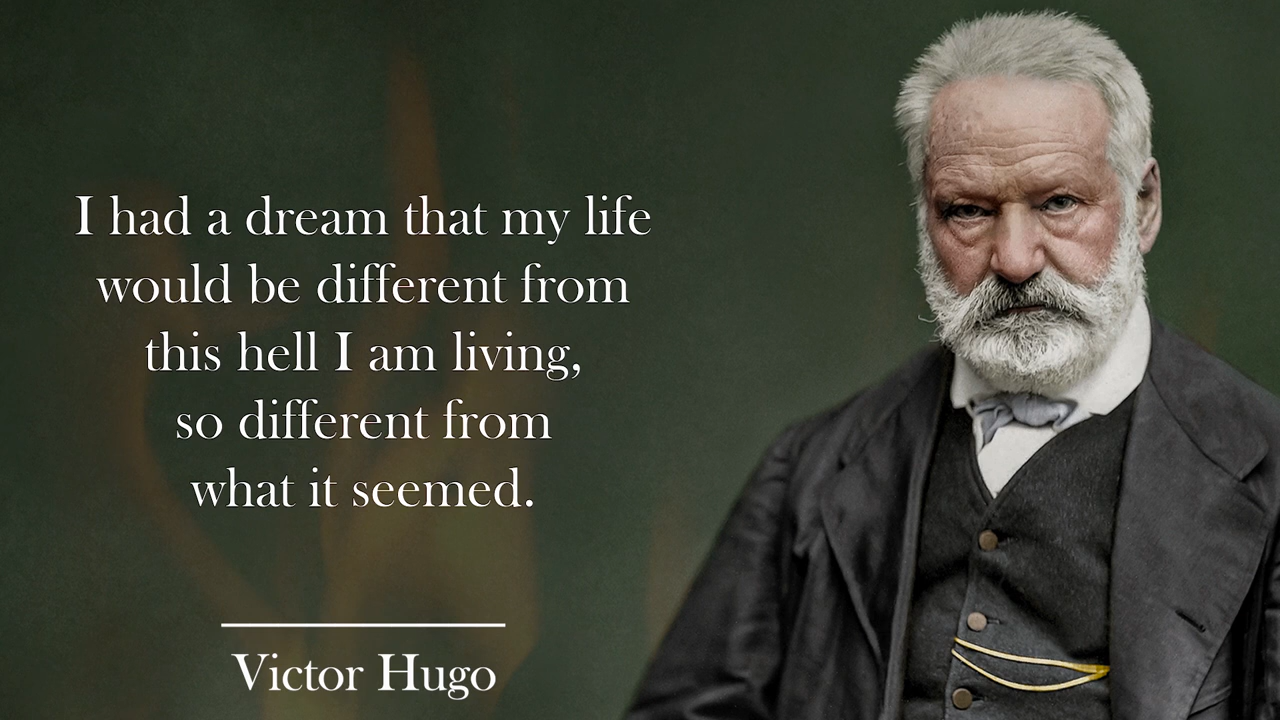 I had a dream that my life
would be different from
this hell I am living,
so different from
what it seemed.
Victor Hugo